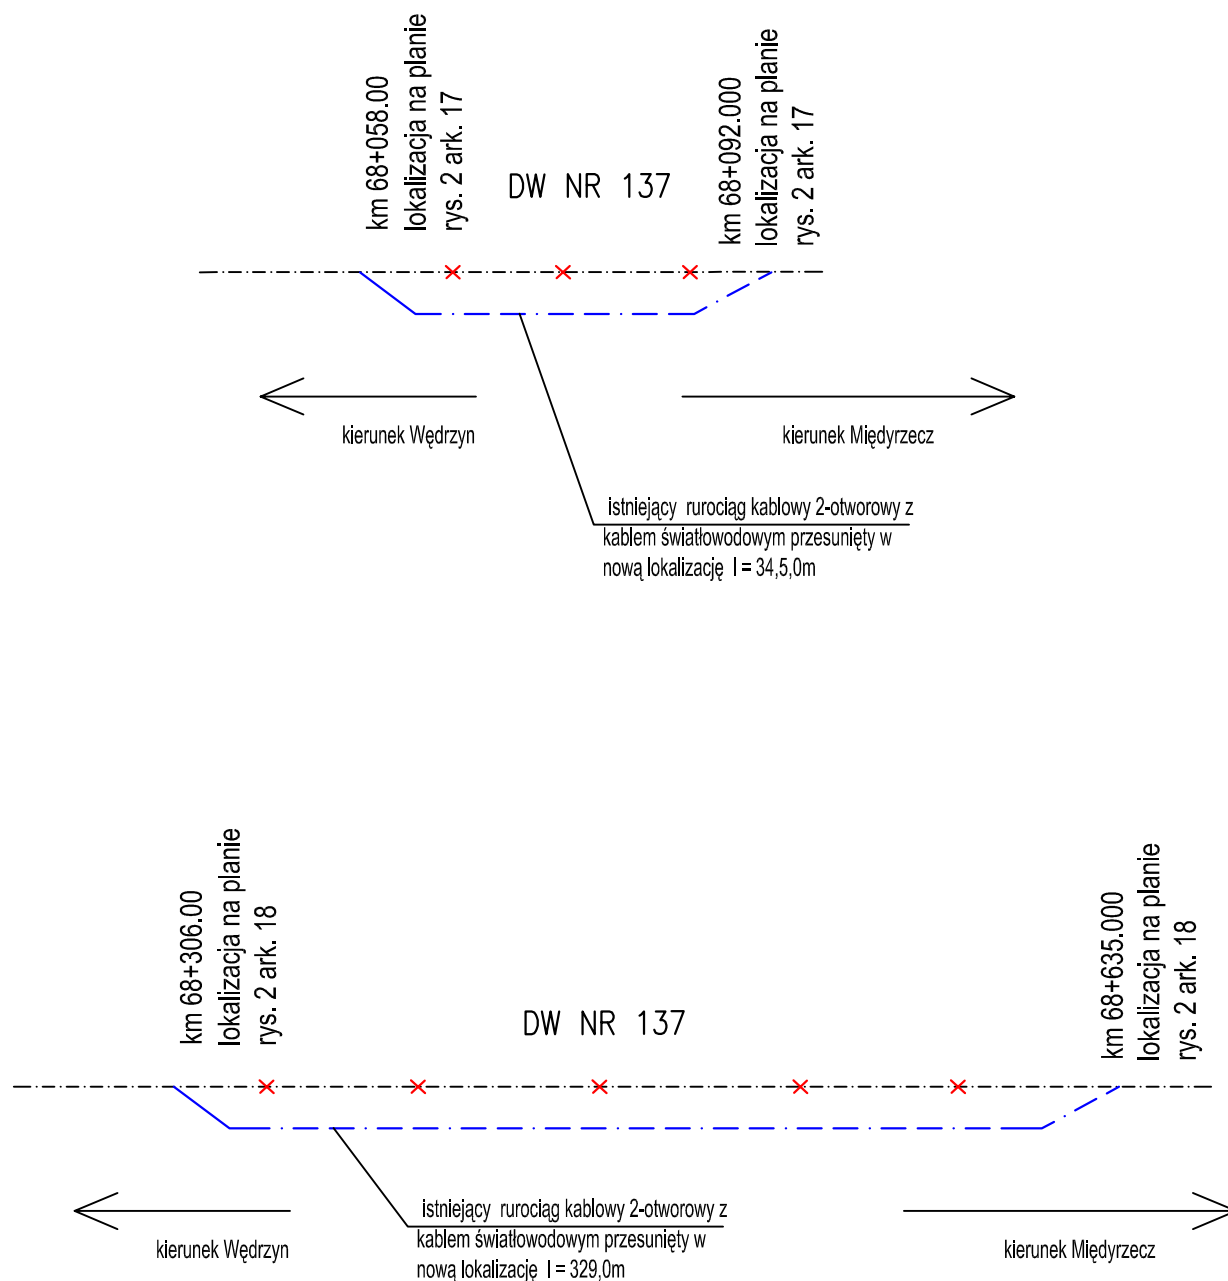 km 68+058.00
lokalizacja na planie
rys. 2 ark. 17
DW NR 137
km 68+092.000
lokalizacja na planie
rys. 2 ark. 17
kierunek Wędrzyn
kierunek Międyrzecz
istniejący rurociąg kablowy 2-otworowy z
kablem światłowodowym przesunięty w
nową lokalizację l = 34,5,0m
km 68+306.00
lokalizacja na planie
rys. 2 ark. 18
DW NR 137
km 68+635.000
lokalizacja na planie
rys. 2 ark. 18
kierunek Wędrzyn
istniejący rurociąg kablowy 2-otworowy z
kablem światłowodowym przesunięty w
nową lokalizację l = 329,0m
kierunek Międyrzecz